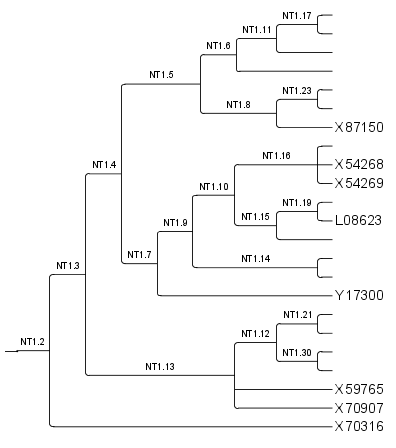 NT1.17
NT1.11
NT1.6
NT1.5
NT1.23
NT1.8
X87150
NT1.16
X54268
NT1.4
X54269
NT1.10
NT1.19
NT1.15
L08623
NT1.9
NT1.7
NT1.14
NT1.3
Y17300
NT1.21
NT1.12
NT1.2
NT1.30
NT1.13
X59765
X70907
X70316